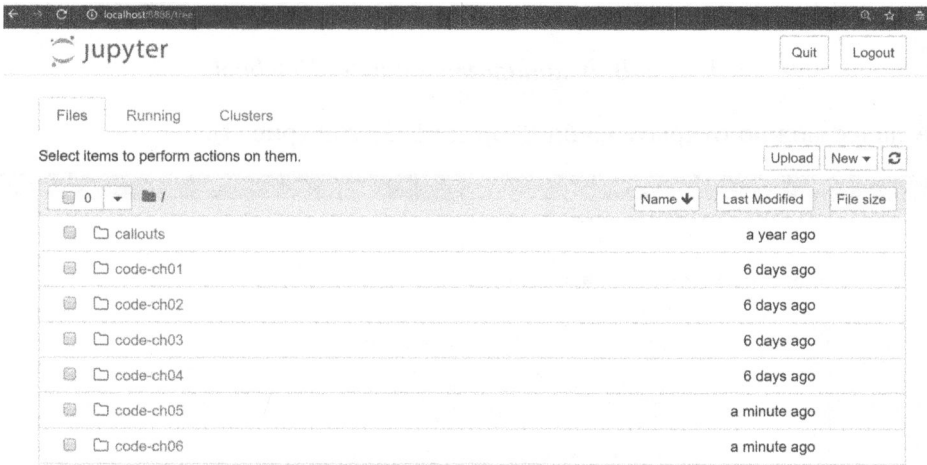 localhost:8888/tree
jupyter
Quit Logout
Files Running Clusters
Select items to perform actions on them.
Upload New
0 / Name Last Modified File size
callouts a year ago
code-ch01 6 days ago
code-ch02 6 days ago
code-ch03 6 days ago
code-ch04 6 days ago
code-ch05 a minute ago
code-ch06 a minute ago